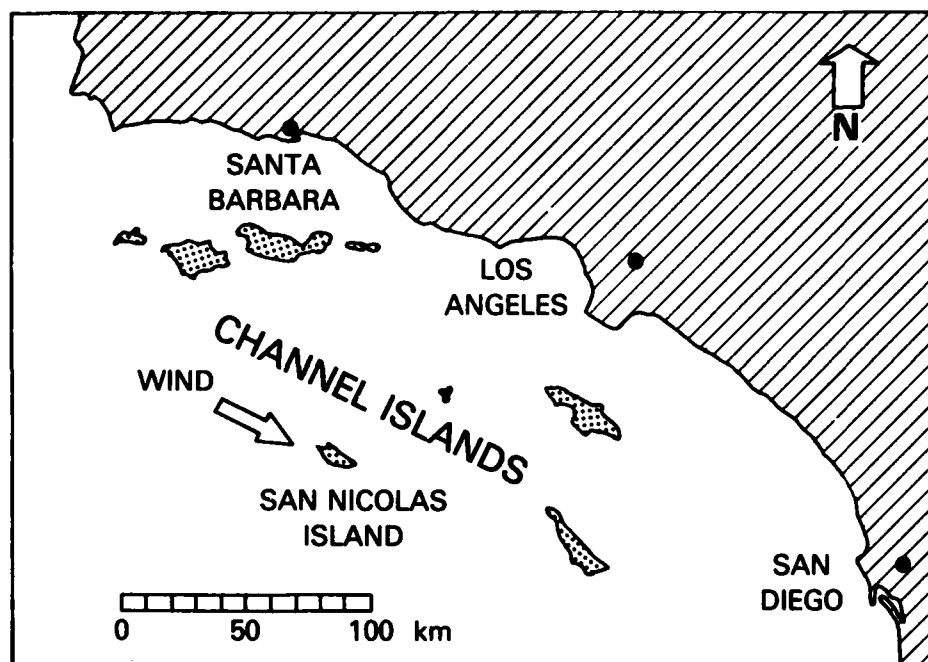 N
SANTA
BARBARA
LOS
ANGELES
CHANNEL ISLANDS
WIND
SAN NICOLAS
ISLAND
SAN
DIEGO
0 50 100 km